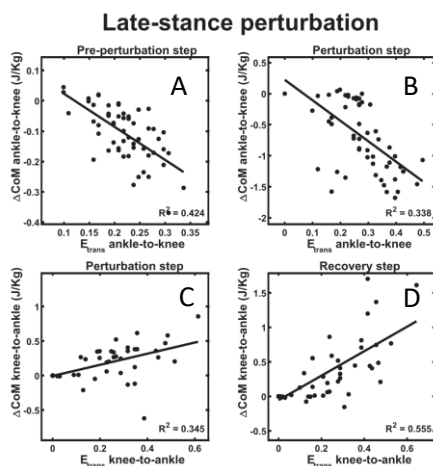 Late-stance perturbation
Pre-perturbation step
A
ΔCoM ankle-to-knee (J/Kg)
0.1
0
-0.1
-0.2
-0.3
-0.4
R² = 0.424
0.1 0.15 0.2 0.25 0.3 0.35
E_trans ankle-to-knee
Perturbation step
B
ΔCoM ankle-to-knee (J/Kg)
0.5
0
-0.5
-1
-1.5
-2
R² = 0.338
0 0.1 0.2 0.3 0.4 0.5
E_trans ankle-to-knee
Perturbation step
C
ΔCoM knee-to-ankle (J/Kg)
1
0.5
0
-0.5
R² = 0.345
0 0.2 0.4 0.6
E_trans knee-to-ankle
Recovery step
D
ΔCoM knee-to-ankle (J/Kg)
1.5
1
0.5
0
-0.5
R² = 0.555
0 0.2 0.4 0.6
E_trans knee-to-ankle